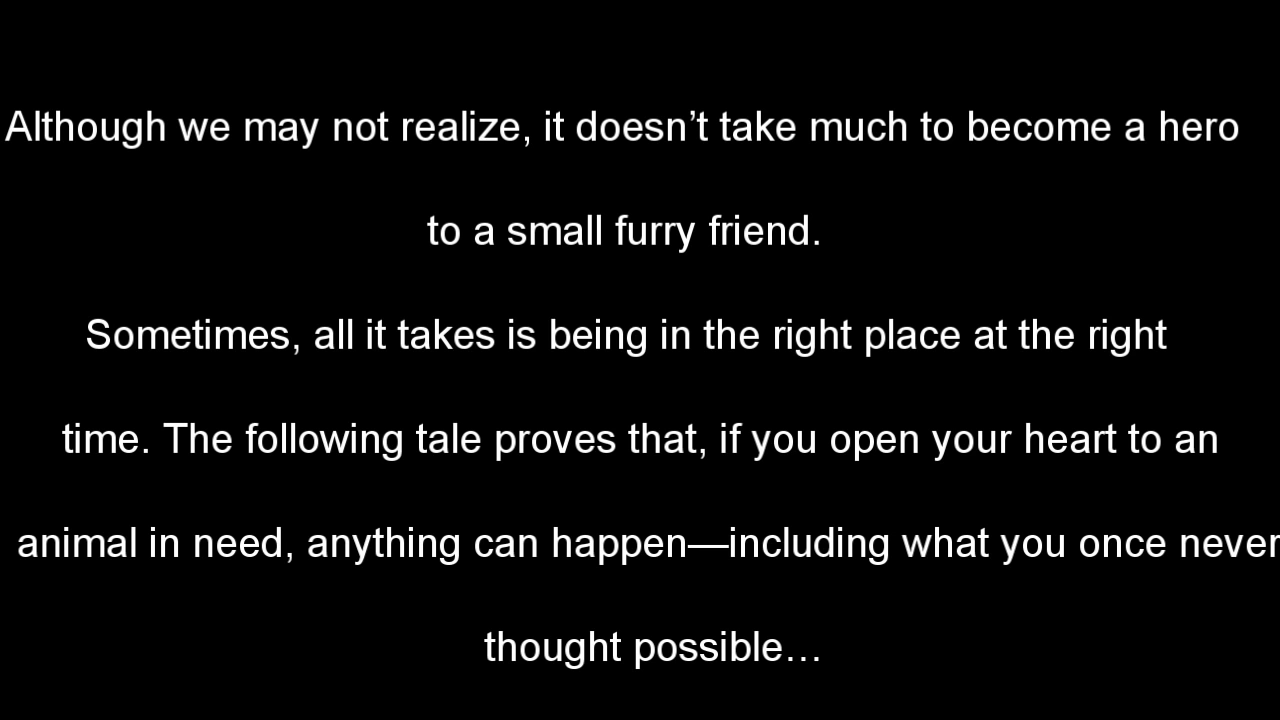 Although we may not realize, it doesn’t take much to become a hero
to a small furry friend.
Sometimes, all it takes is being in the right place at the right
time. The following tale proves that, if you open your heart to an
animal in need, anything can happen—including what you once never
thought possible…